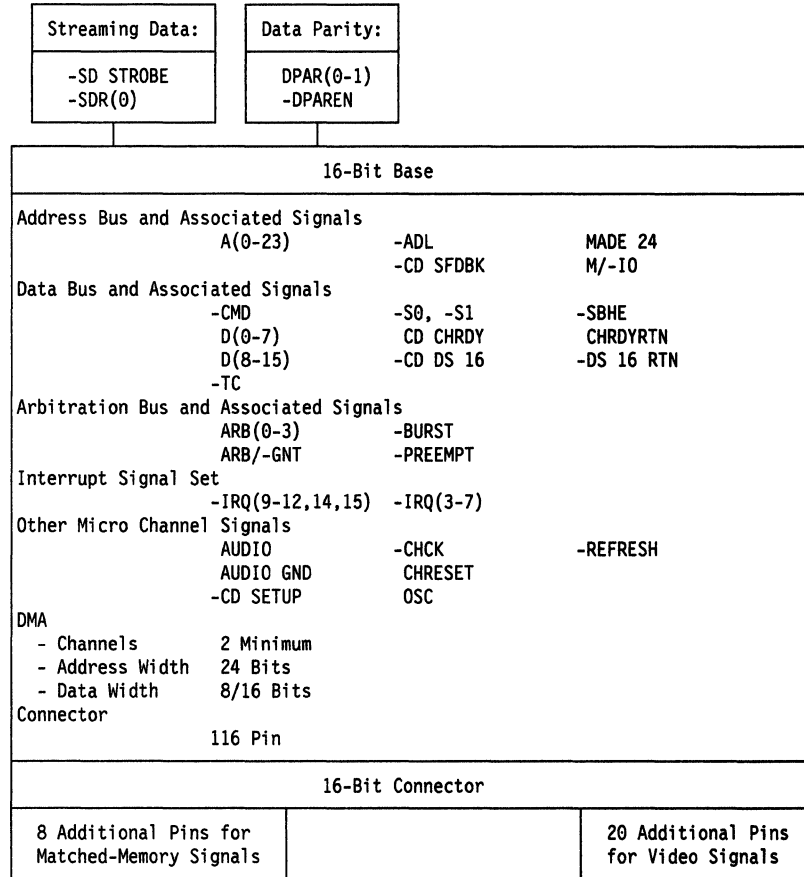 Streaming Data: Data Parity:
-SD STROBE DPAR(0-1)
-SDR(0) -DPAREN
16-Bit Base
Address Bus and Associated Signals
A(0-23) -ADL MADE 24
-CD SFDBK M/-IO
Data Bus and Associated Signals
-CMD -S0, -S1 -SBHE
D(0-7) CD CHRDY CHRDYRTN
D(8-15) -CD DS 16 -DS 16 RTN
-TC
Arbitration Bus and Associated Signals
ARB(0-3) -BURST
ARB/-GNT -PREEMPT
Interrupt Signal Set
-IRQ(9-12,14,15) -IRQ(3-7)
Other Micro Channel Signals
AUDIO -CHCK -REFRESH
AUDIO GND CHRESET
-CD SETUP OSC
DMA
- Channels 2 Minimum
- Address Width 24 Bits
- Data Width 8/16 Bits
Connector
116 Pin
16-Bit Connector
8 Additional Pins for 20 Additional Pins
Matched-Memory Signals for Video Signals